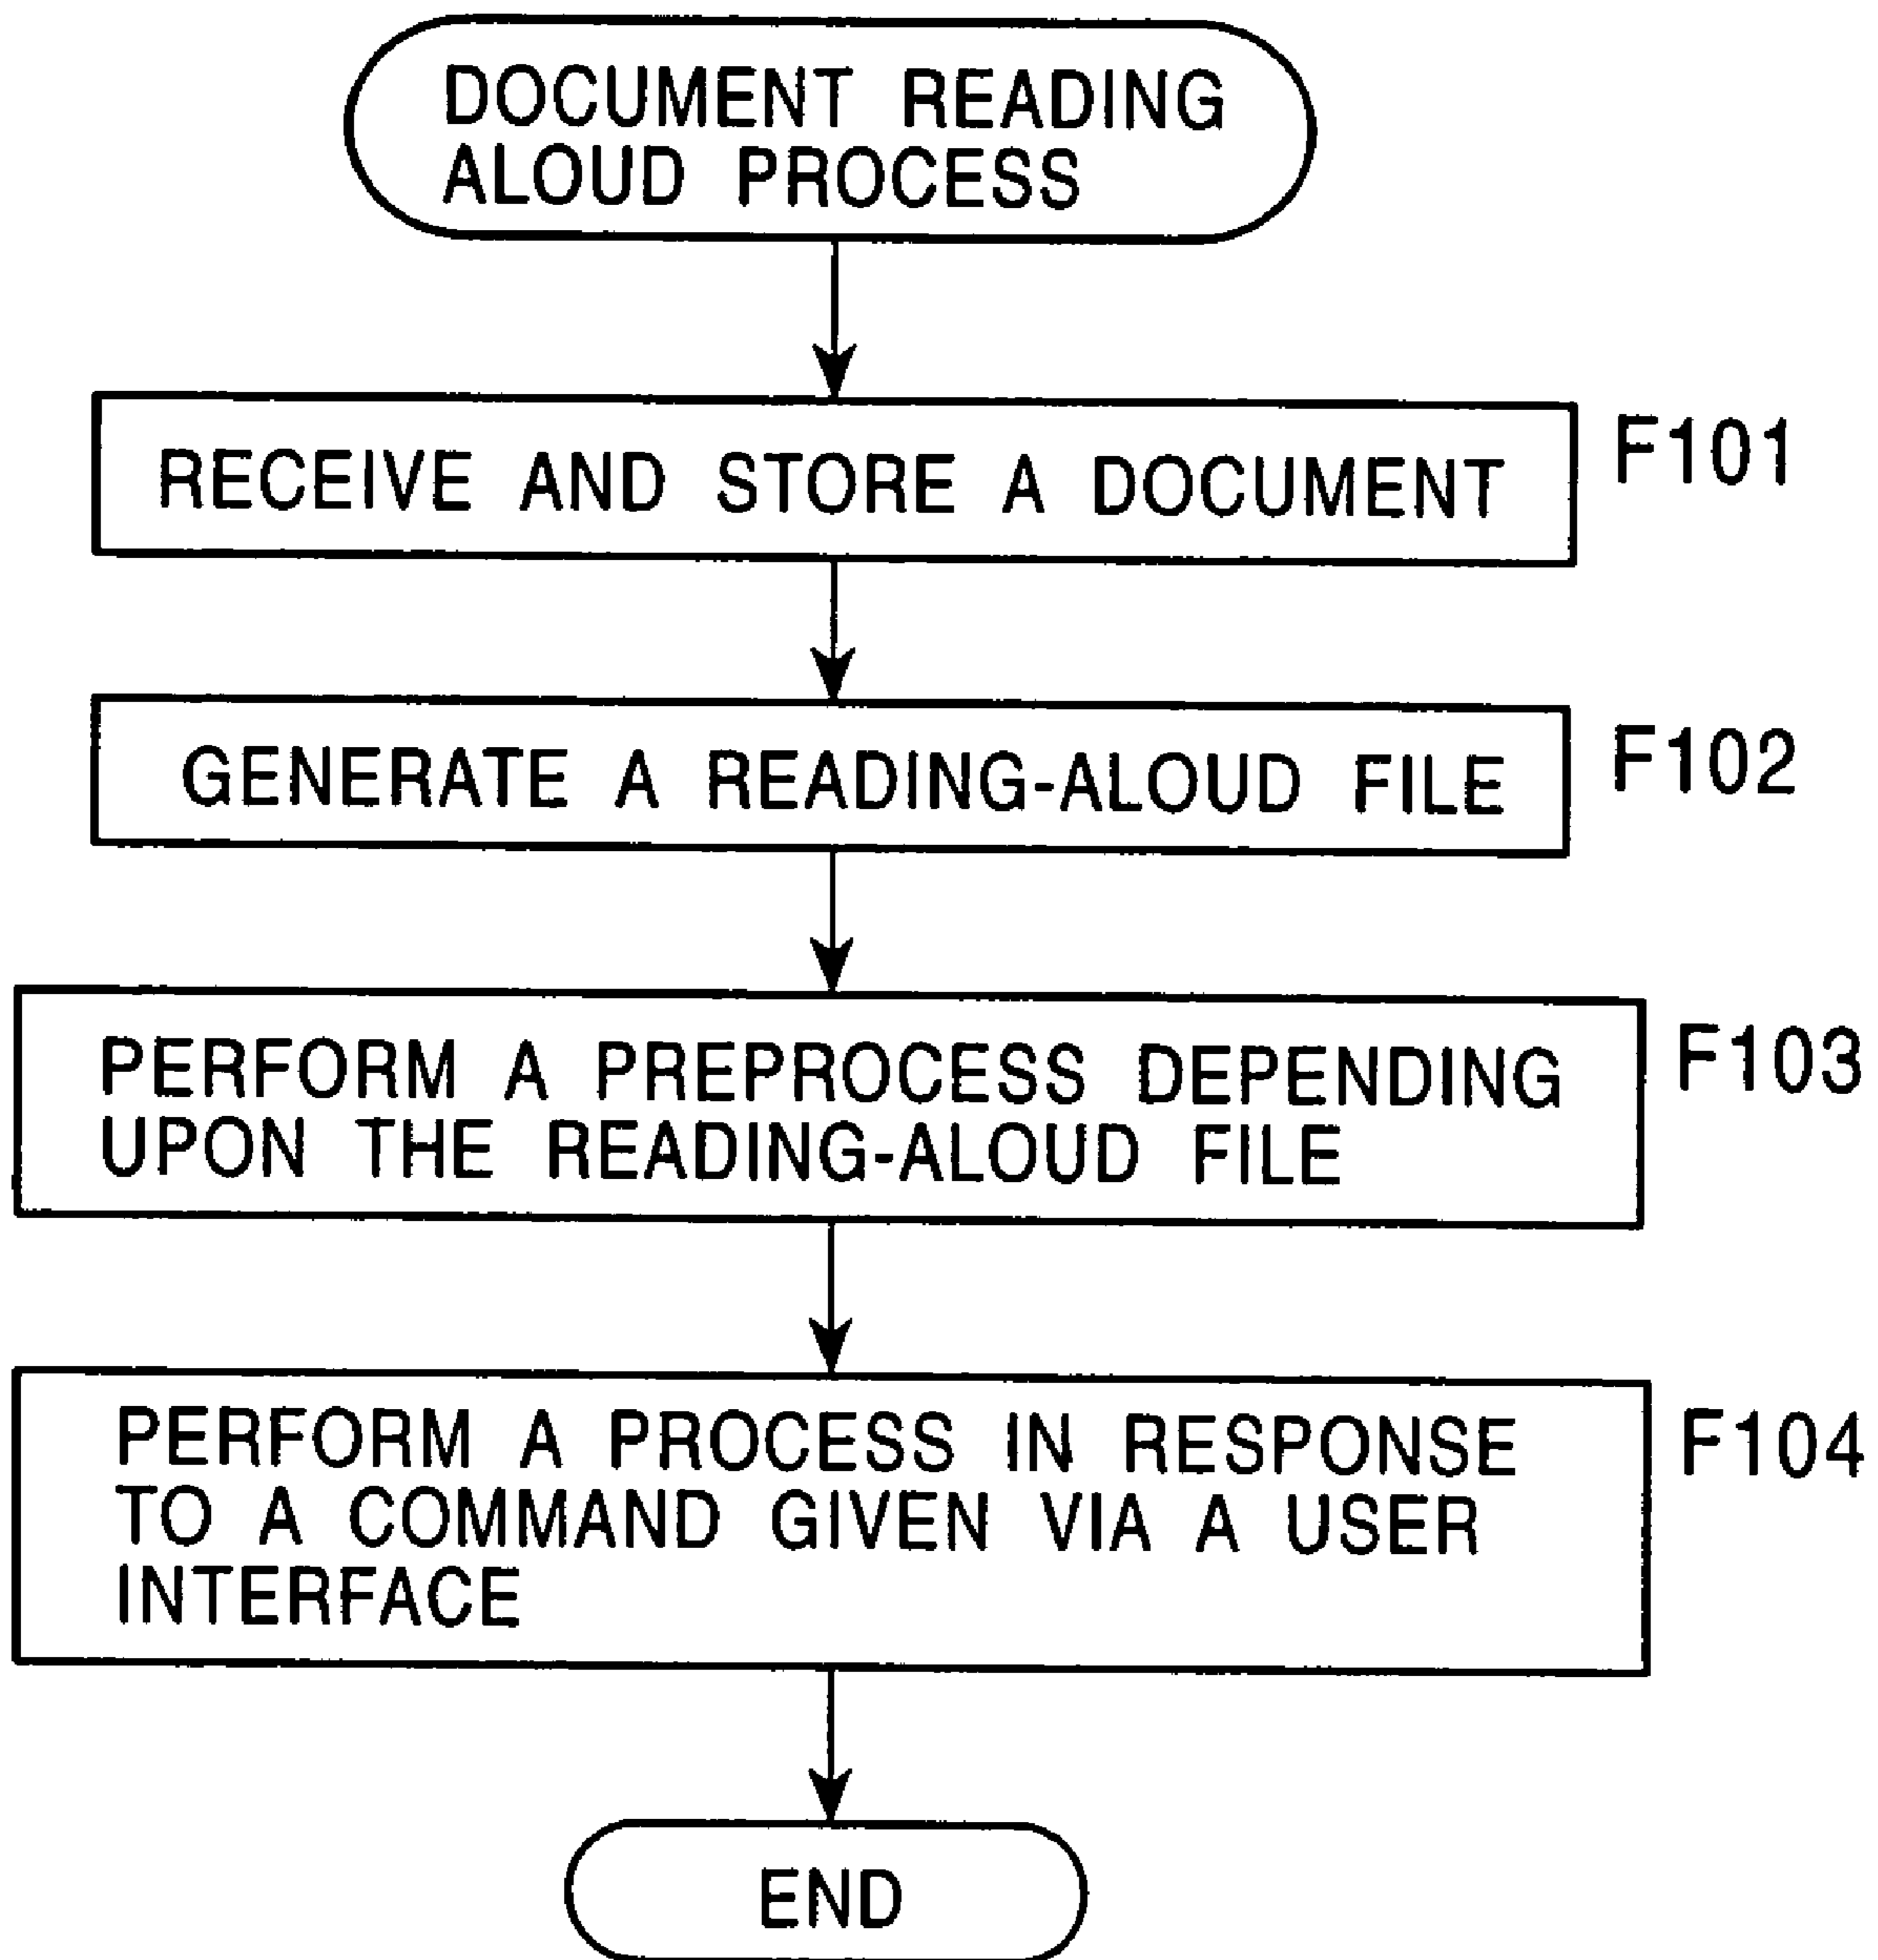 DOCUMENT READING
ALOUD PROCESS
RECEIVE AND STORE A DOCUMENT
F101
GENERATE A READING-ALOUD FILE
F102
PERFORM A PREPROCESS DEPENDING
UPON THE READING-ALOUD FILE
F103
PERFORM A PROCESS IN RESPONSE
TO A COMMAND GIVEN VIA A USER
INTERFACE
F104
END